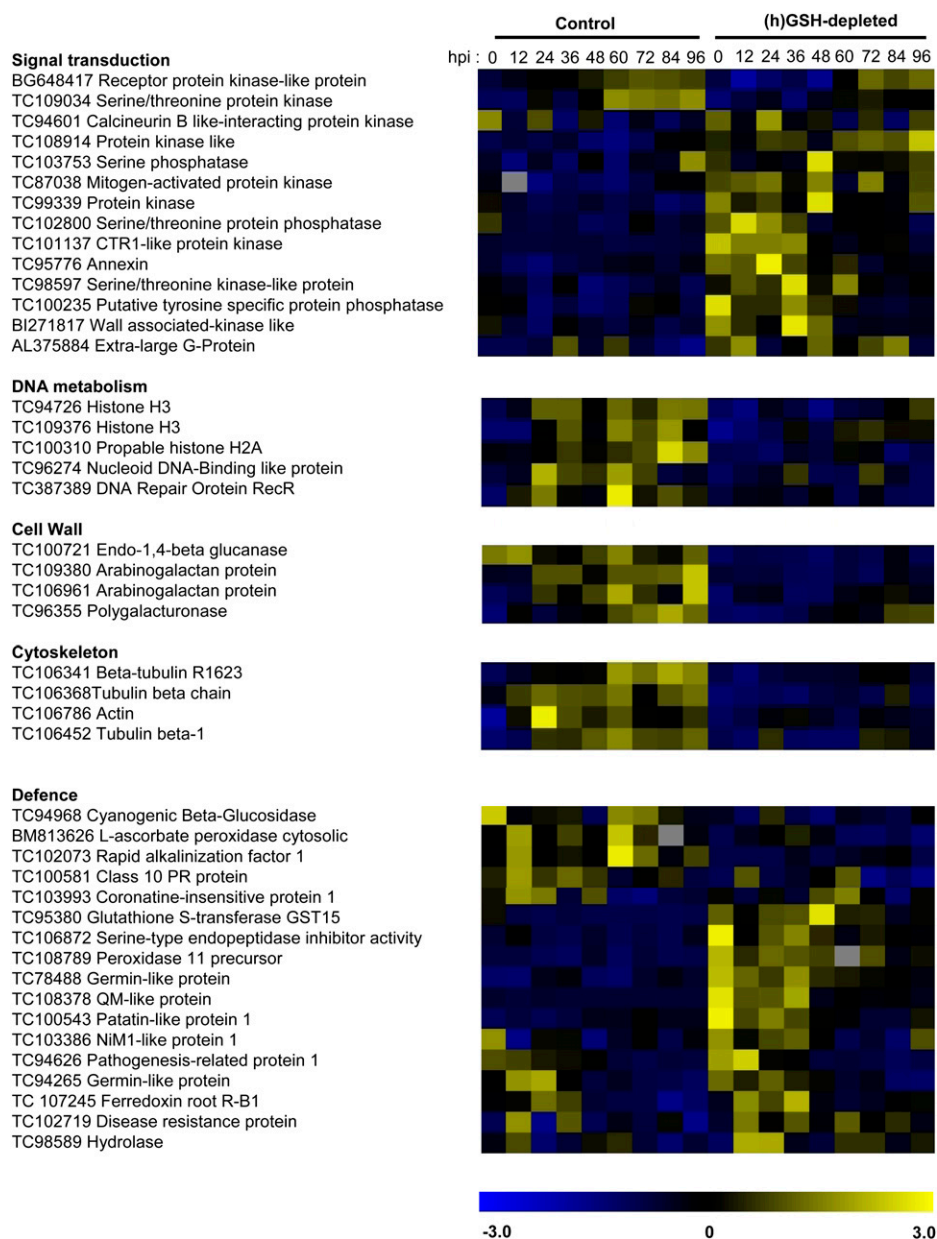 Control (h)GSH-depleted
hpi : 0 12 24 36 48 60 72 84 96 0 12 24 36 48 60 72 84 96
Signal transduction
BG648417 Receptor protein kinase-like protein
TC109034 Serine/threonine protein kinase
TC94601 Calcineurin B like-interacting protein kinase
TC108914 Protein kinase like
TC103753 Serine phosphatase
TC87038 Mitogen-activated protein kinase
TC99339 Protein kinase
TC102800 Serine/threonine protein phosphatase
TC101137 CTR1-like protein kinase
TC95776 Annexin
TC98597 Serine/threonine kinase-like protein
TC100235 Putative tyrosine specific protein phosphatase
BI271817 Wall associated-kinase like
AL375884 Extra-large G-Protein
DNA metabolism
TC94726 Histone H3
TC109376 Histone H3
TC100310 Propable histone H2A
TC96274 Nucleoid DNA-Binding like protein
TC387389 DNA Repair Orotein RecR
Cell Wall
TC100721 Endo-1,4-beta glucanase
TC109380 Arabinogalactan protein
TC106961 Arabinogalactan protein
TC96355 Polygalacturonase
Cytoskeleton
TC106341 Beta-tubulin R1623
TC106368Tubulin beta chain
TC106786 Actin
TC106452 Tubulin beta-1
Defence
TC94968 Cyanogenic Beta-Glucosidase
BM813626 L-ascorbate peroxidase cytosolic
TC102073 Rapid alkalinization factor 1
TC100581 Class 10 PR protein
TC103993 Coronatine-insensitive protein 1
TC95380 Glutathione S-transferase GST15
TC106872 Serine-type endopeptidase inhibitor activity
TC108789 Peroxidase 11 precursor
TC78488 Germin-like protein
TC108378 QM-like protein
TC100543 Patatin-like protein 1
TC103386 NiM1-like protein 1
TC94626 Pathogenesis-related protein 1
TC94265 Germin-like protein
TC 107245 Ferredoxin root R-B1
TC102719 Disease resistance protein
TC98589 Hydrolase
-3.0 0 3.0